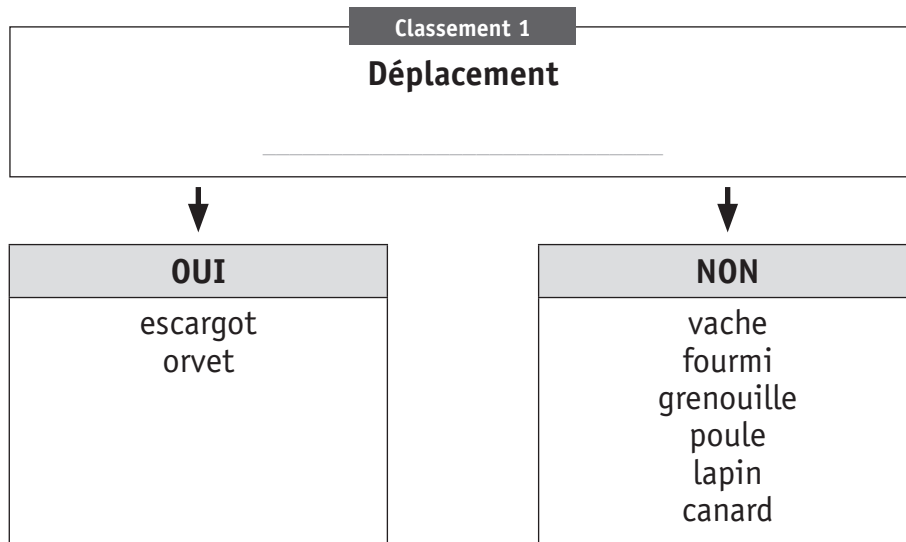 Classement 1
Déplacement
OUI
escargot
orvet
NON
vache
fourmi
grenouille
poule
lapin
canard